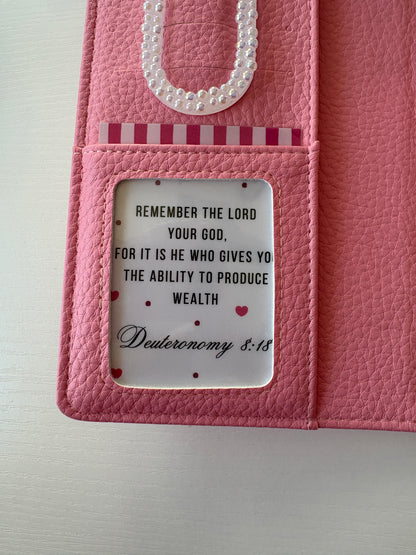 REMEMBER THE LORD
YOUR GOD,
FOR IT IS HE WHO GIVES YO
THE ABILITY TO PRODUCE
WEALTH
Deuteronomy 8:18